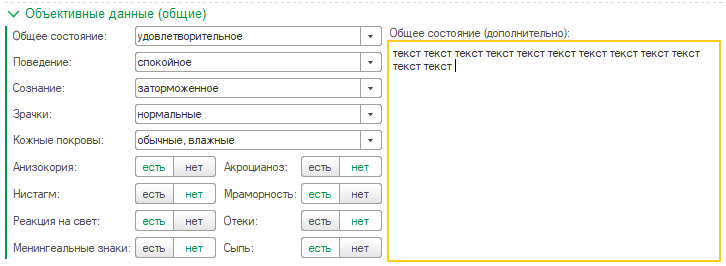 Объективные данные (общие)
Общее состояние: удовлетворительное
Общее состояние (дополнительно):
текст текст текст текст текст текст текст текст текст текст
текст текст
Поведение: спокойное
Сознание: заторможенное
Зрачки: нормальные
Кожные покровы: обычные, влажные
Анизокория: есть нет Акроцианоз: есть нет
Нистагм: есть нет Мраморность: есть нет
Реакция на свет: есть нет Отеки: есть нет
Менингеальные знаки: есть нет Сыпь: есть нет